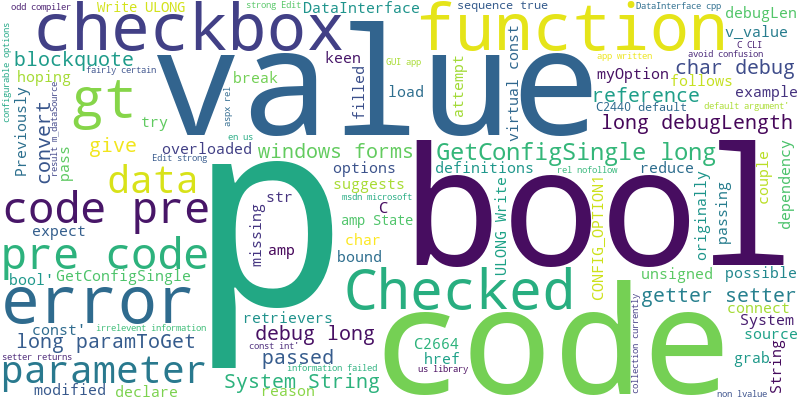 odd compiler
Write ULONG
strong Edit
DataInterface
sequence true
DataInterface cpp
debugLen
configurable options
checkbox
function
v_value
C CLI
avoid confusion
blockquote
fairly certain
GUI app
keen
app written
char debug
hoping
value
break
filled
load
attempt
virtual const
myOption
follows
gt
Previously
convert
result m_dataSource
aspx rel
C2440
default
reference
example
default argument'
try
en us
long debugLength
pass
give
overloaded
windows forms
GetConfigSingle long
Edit strong
msdn microsoft
options
definitions
rel nofollow
reduce
data
suggests
couple
dependency
code pre
p
str
C
bool
ULONG Write
CONFIG_OPTION1
originally
passing
missing
amp State
expect
amp
char
pre code
bound
getter setter
bool'
GetConfigSingle
Checked
unsigned
possible
error
code
connect
retrievers
System
const'
irrelevent information
debug long
long paramToGet
const int'
C2664
source
setter returns
passed
href
collection currently
grab
String
parameter
information failed
us library
System String
modified
declare
reason
non lvalue